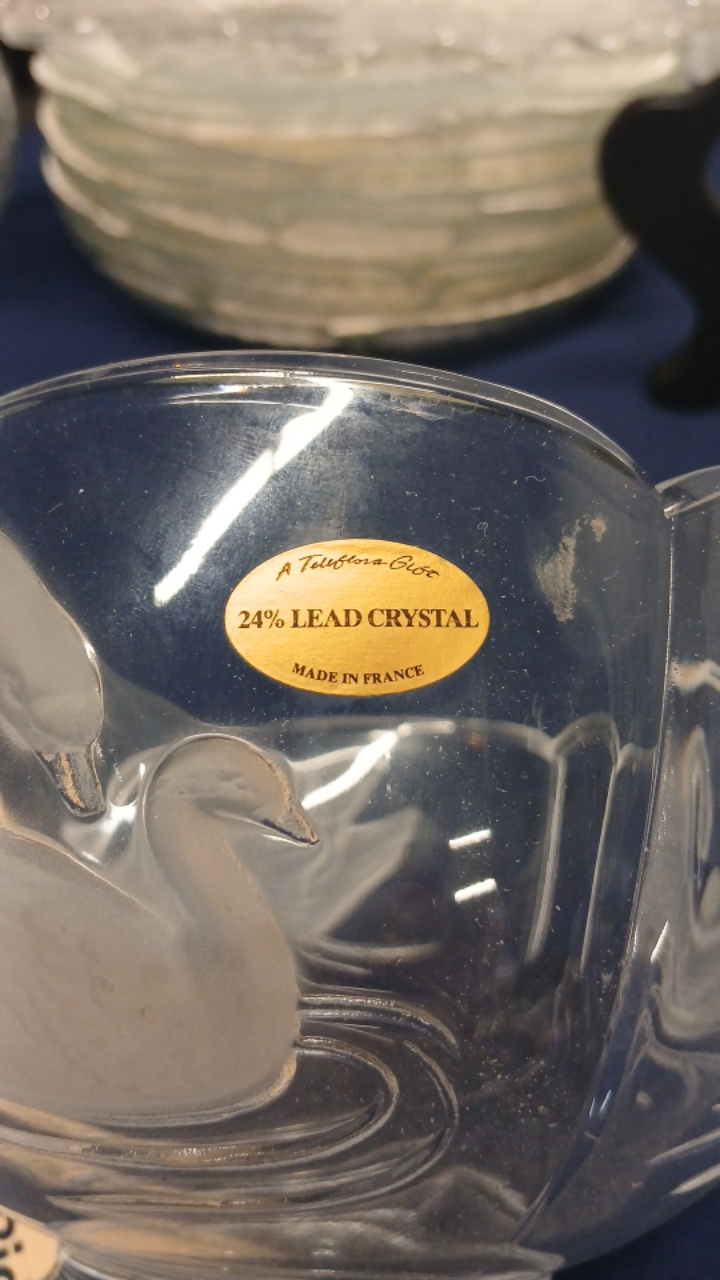 A Teleflora Gift
24% LEAD CRYSTAL
MADE IN FRANCE